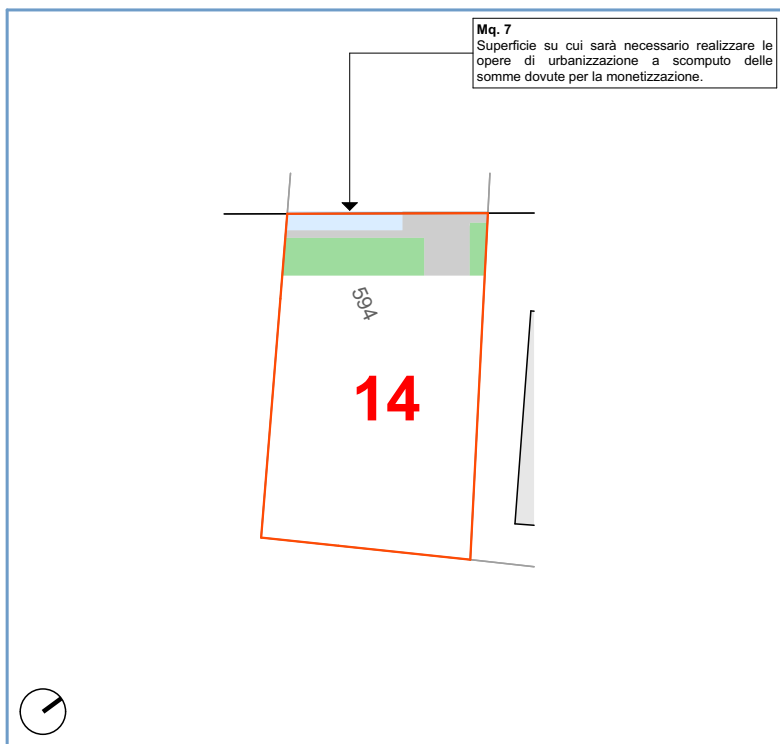 Mq. 7
Superficie su cui sarà necessario realizzare le
opere di urbanizzazione a scomputo delle
somme dovute per la monetizzazione.
594
14